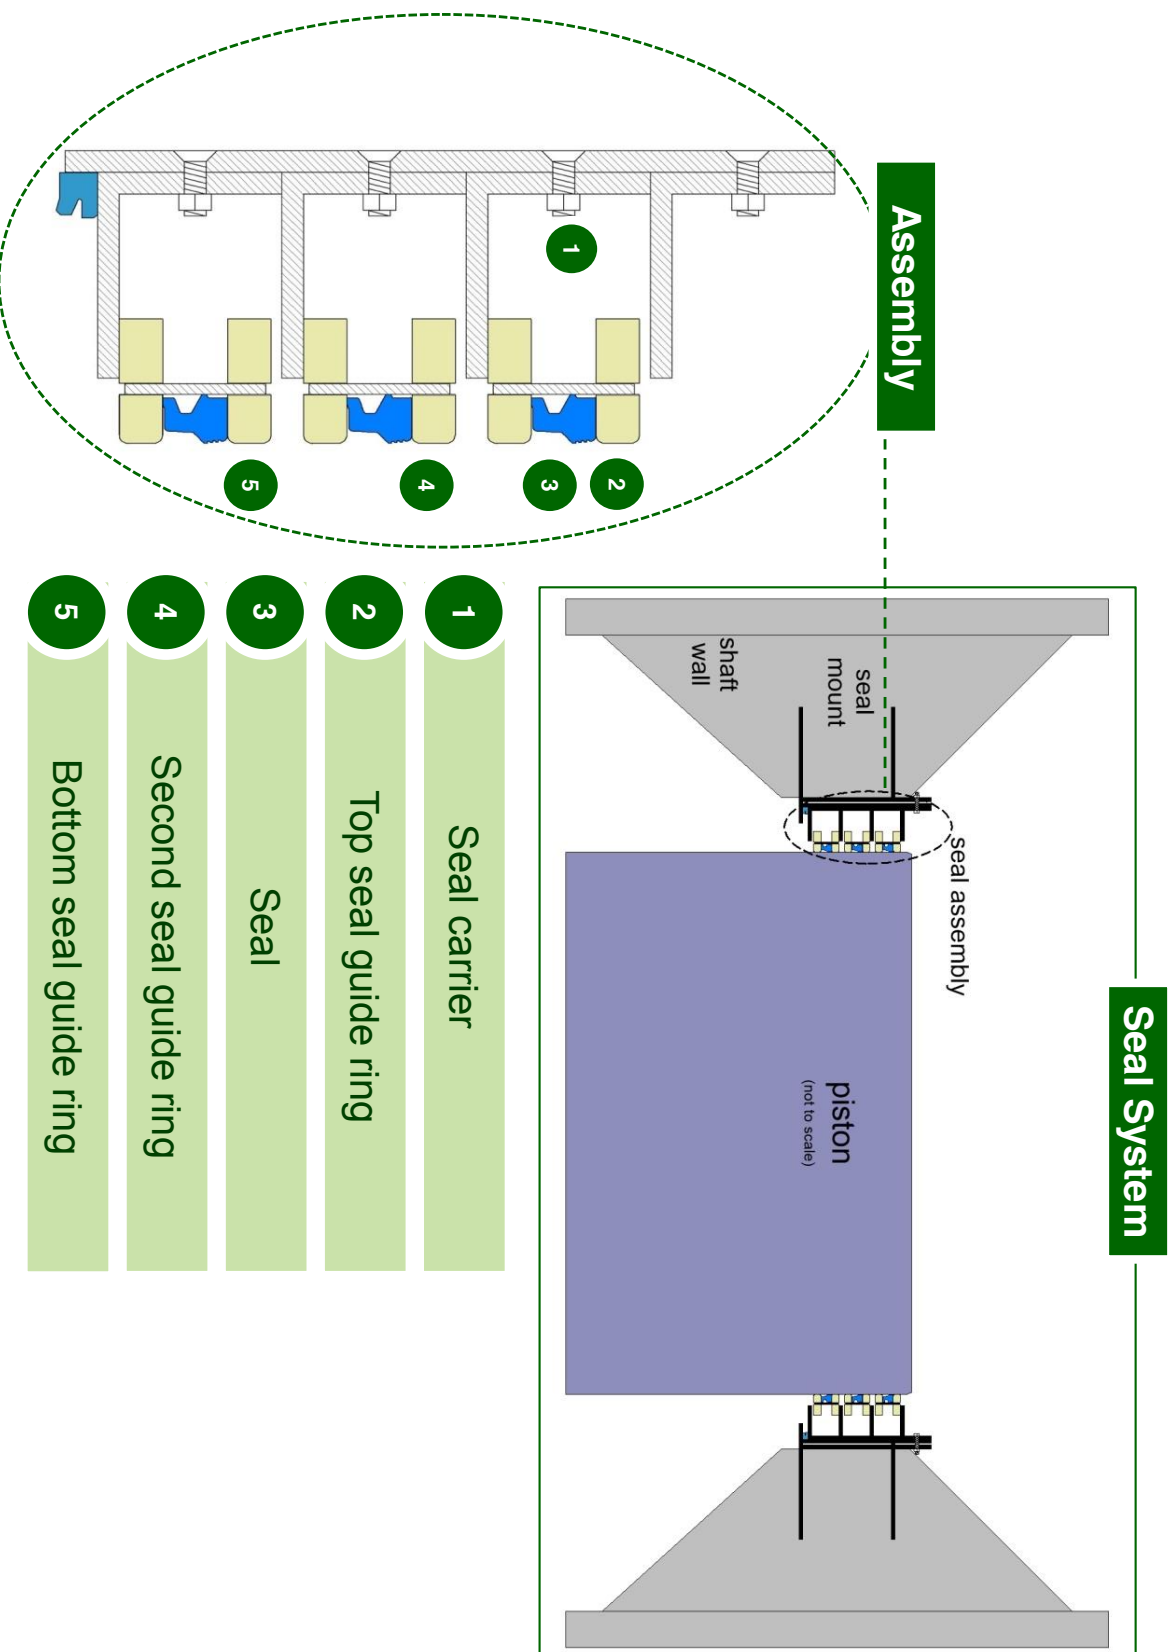 Seal System
Assembly
seal assembly
seal
mount
shaft
wall
piston
(not to scale)
1
2
3
4
5
1
Seal carrier
2
Top seal guide ring
3
Seal
4
Second seal guide ring
5
Bottom seal guide ring